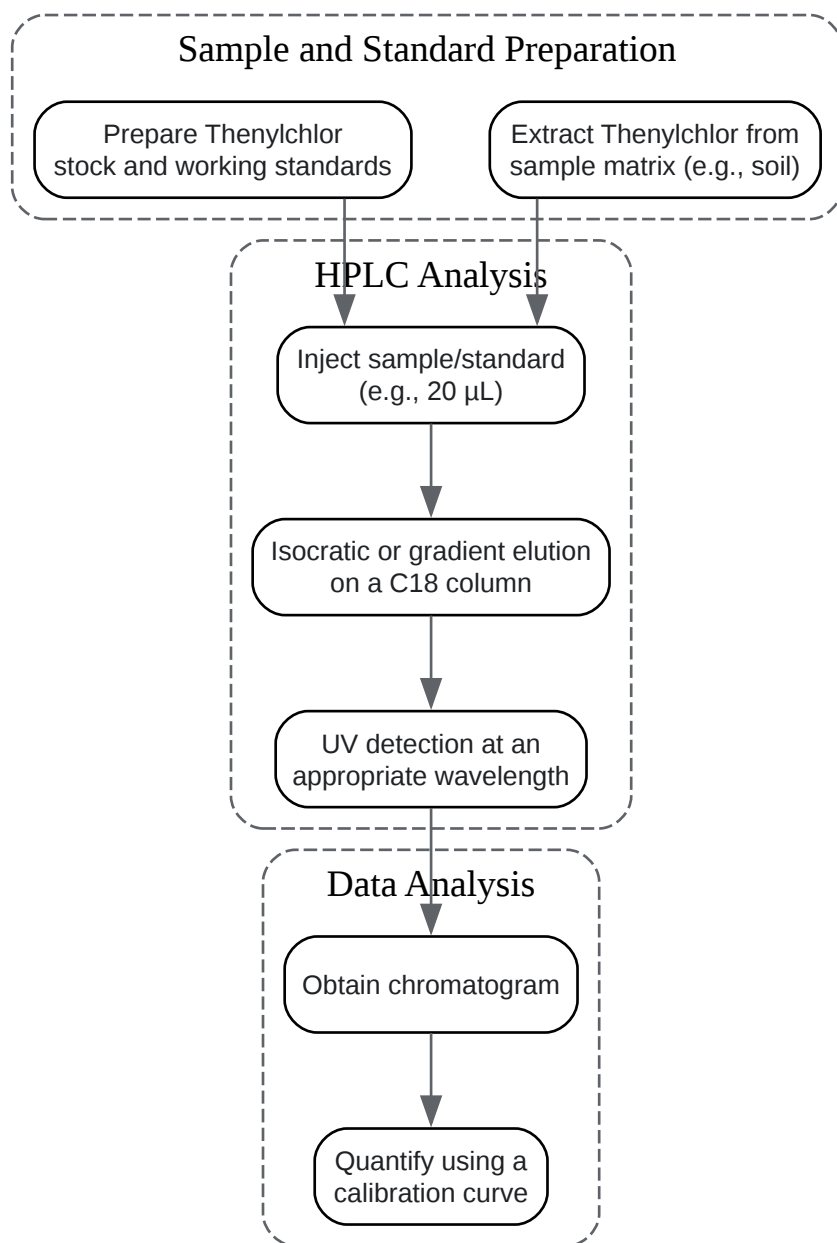 Sample and Standard Preparation
Prepare Thenylchlor
stock and working standards
Extract Thenylchlor from
sample matrix (e.g., soil)
HPLC Analysis
Inject sample/standard
(e.g., 20 µL)
Isocratic or gradient elution
on a C18 column
UV detection at an
appropriate wavelength
Data Analysis
Obtain chromatogram
Quantify using a
calibration curve